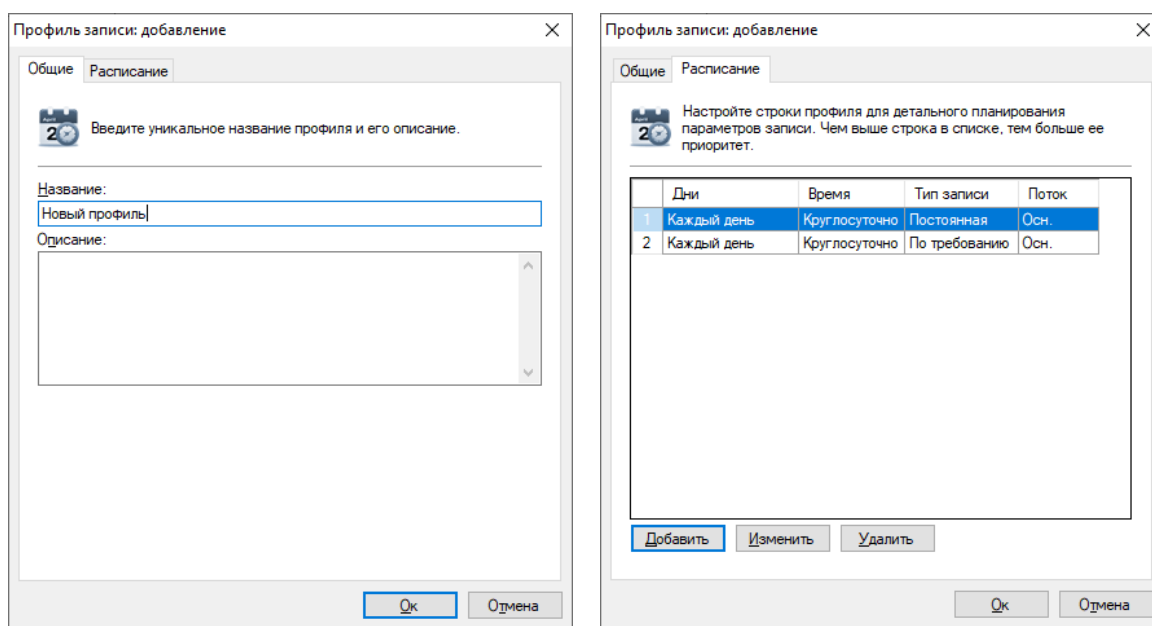 Профиль записи: добавление
Общие
Расписание
20
Введите уникальное название профиля и его описание.
Название:
Новый профиль
Описание:
Ок
Отмена
Профиль записи: добавление
Общие
Расписание
20
Настройте строки профиля для детального планирования
параметров записи. Чем выше строка в списке, тем больше ее
приоритет.
Дни Время Тип записи Поток
1 Каждый день Круглосуточно Постоянная Осн.
2 Каждый день Круглосуточно По требованию Осн.
Добавить Изменить Удалить
Ок
Отмена